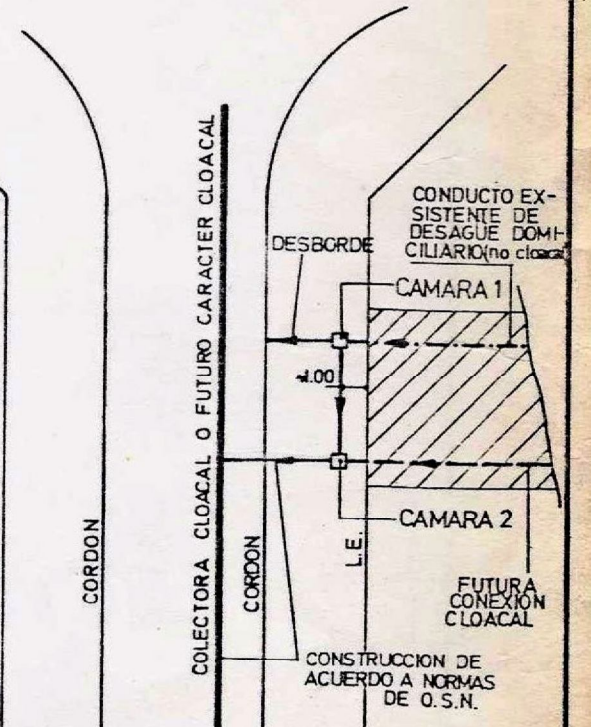 CONDUCTO EX-
SISTENTE DE
DESAGÜE DOMI-
CILIARIO (no cloacal
DESBORDE
CAMARA 1
1.00
CAMARA 2
COLECTORA CLOACAL O FUTURO CARACTER CLOACAL
CORDON
CORDON
L.E.
FUTURA
CONEXION
CLOACAL
CONSTRUCCION DE
ACUERDO A NORMAS
DE O.S.N.